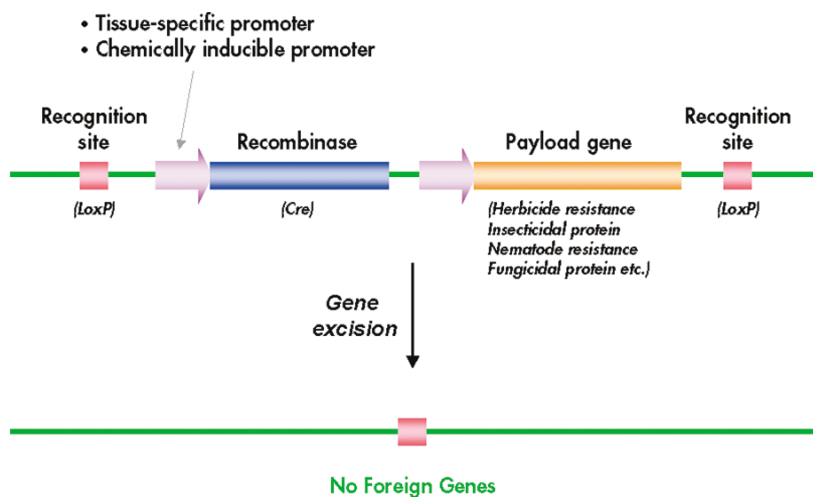 • Tissue-specific promoter
• Chemically inducible promoter
Recognition
site
Recombinase
Payload gene
Recognition
site
(LoxP)
(Cre)
(Herbicide resistance
Insecticidal protein
Nematode resistance
Fungicidal protein etc.)
(LoxP)
Gene
excision
No Foreign Genes